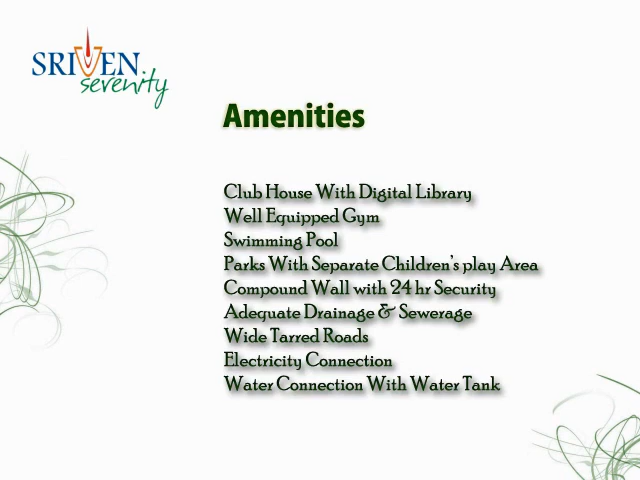 SRIVEN
serenity
Amenities
Club House With Digital Library
Well Equipped Gym
Swimming Pool
Parks With Separate Children's play Area
Compound Wall with 24 hr Security
Adequate Drainage & Sewerage
Wide Tarred Roads
Electricity Connection
Water Connection With Water Tank